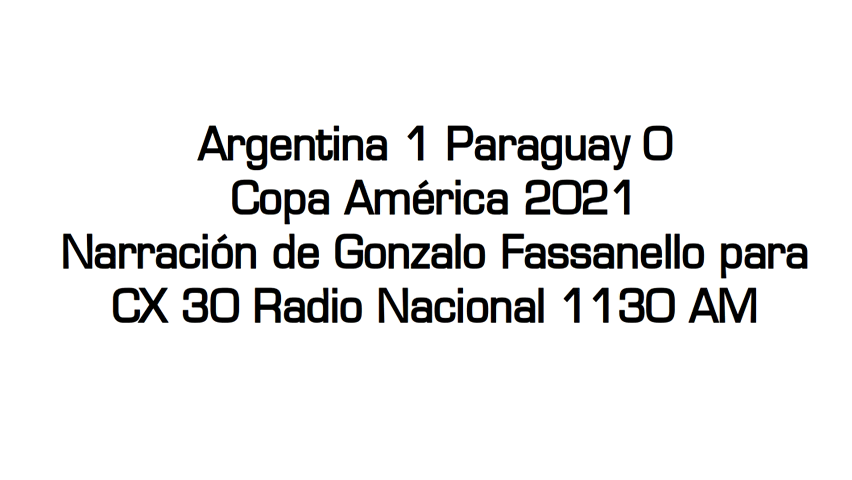 Argentina 1 Paraguay 0
Copa América 2021
Narración de Gonzalo Fassanello para
CX 30 Radio Nacional 1130 AM